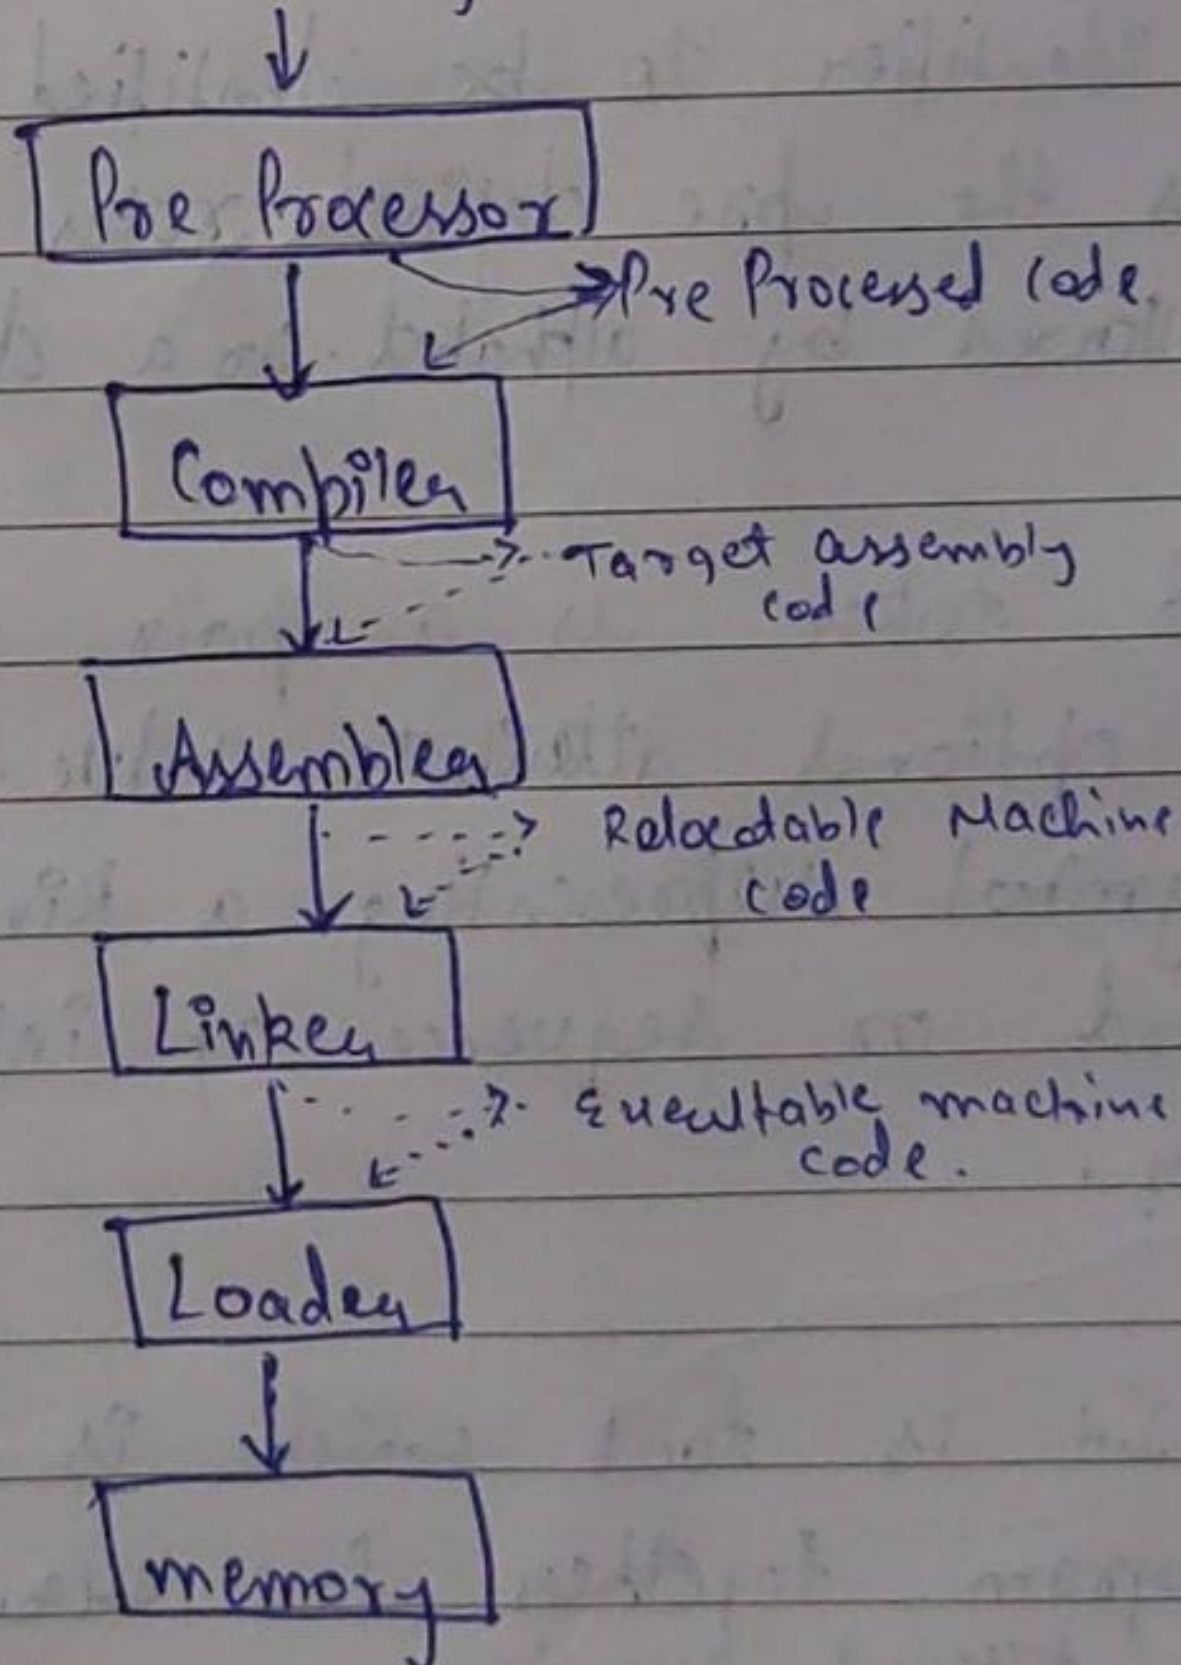 Pre Processor
Pre Processed code.
Compiler
Target assembly
code
Assembler
Relocatable Machine
code
Linker
Executable machine
code.
Loader
memory